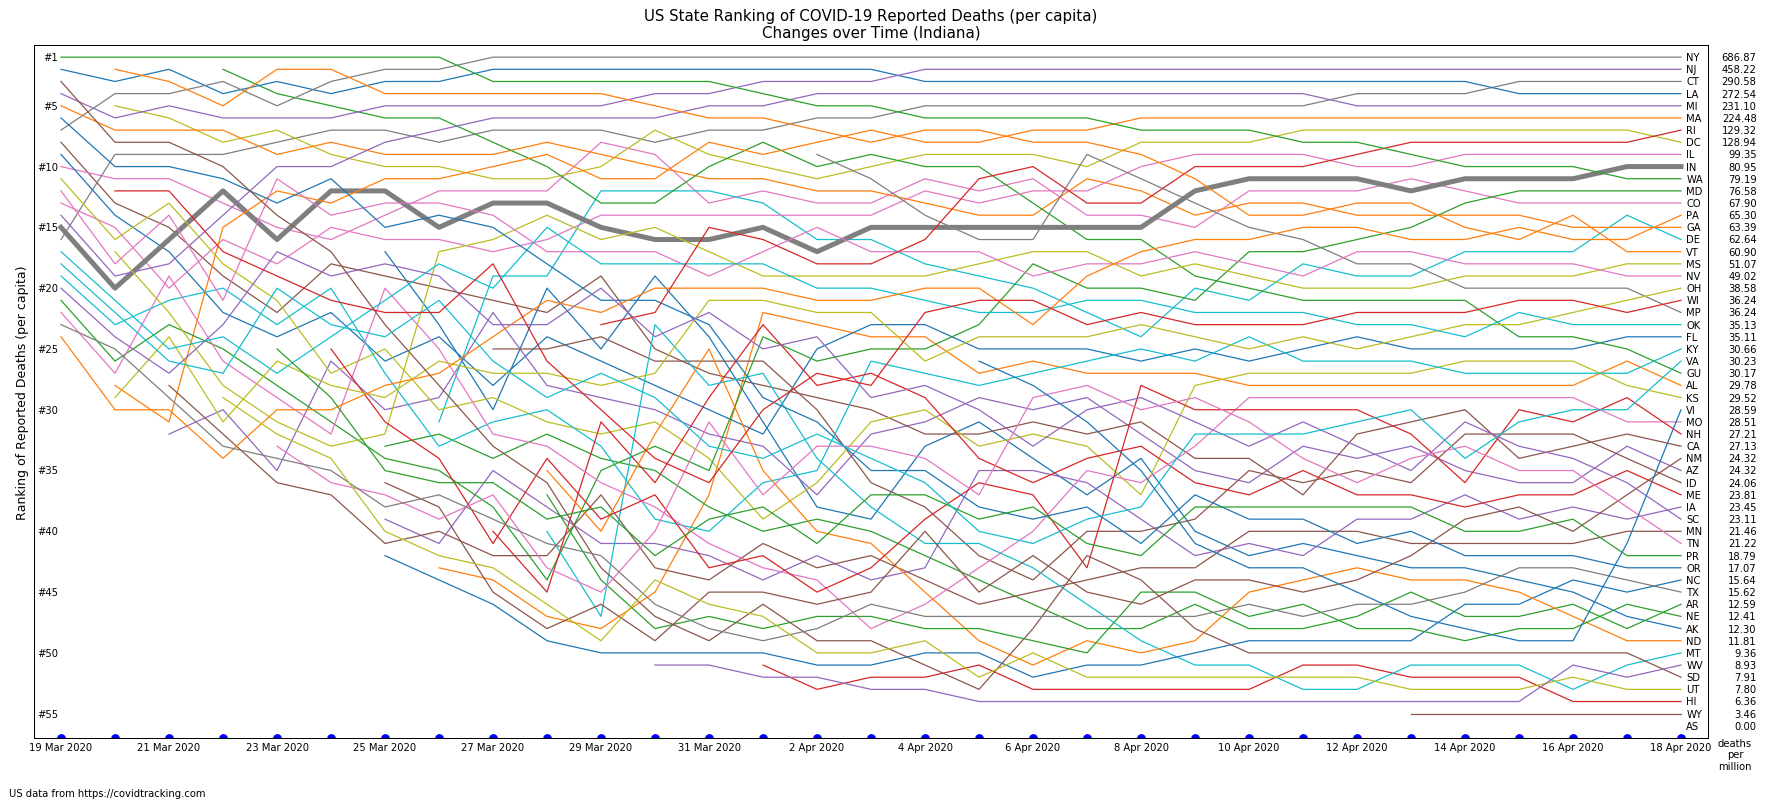 US State Ranking of COVID-19 Reported Deaths (per capita)
Changes over Time (Indiana)
Ranking of Reported Deaths (per capita)
#1
#5
#10
#15
#20
#25
#30
#35
#40
#45
#50
#55
NY 686.87
NJ 458.22
CT 290.58
LA 272.54
MI 231.10
MA 224.48
RI 129.32
DC 128.94
IL 99.35
IN 80.95
WA 79.19
MD 76.58
CO 67.90
PA 65.30
GA 63.39
DE 62.64
VT 60.90
MS 51.07
NV 49.02
OH 38.58
WI 36.24
MP 36.24
OK 35.13
FL 35.11
KY 30.66
VA 30.23
GU 30.17
AL 29.78
KS 29.52
VI 28.59
MO 28.51
NH 27.21
CA 27.13
NM 24.32
AZ 24.32
ID 24.06
ME 23.81
IA 23.45
SC 23.11
MN 21.46
TN 21.22
PR 18.79
OR 17.07
NC 15.64
TX 15.62
AR 12.59
NE 12.41
AK 12.30
ND 11.81
MT 9.36
WV 8.93
SD 7.91
UT 7.80
HI 6.36
WY 3.46
AS 0.00
19 Mar 2020 21 Mar 2020 23 Mar 2020 25 Mar 2020 27 Mar 2020 29 Mar 2020 31 Mar 2020 2 Apr 2020 4 Apr 2020 6 Apr 2020 8 Apr 2020 10 Apr 2020 12 Apr 2020 14 Apr 2020 16 Apr 2020 18 Apr 2020
deaths
per
million
US data from https://covidtracking.com